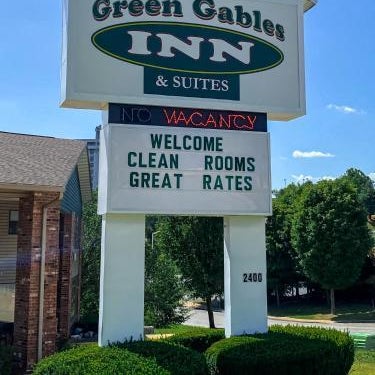 Green Gables
INN
& SUITES
NO VACANCY
WELCOME
CLEAN ROOMS
GREAT RATES
2400